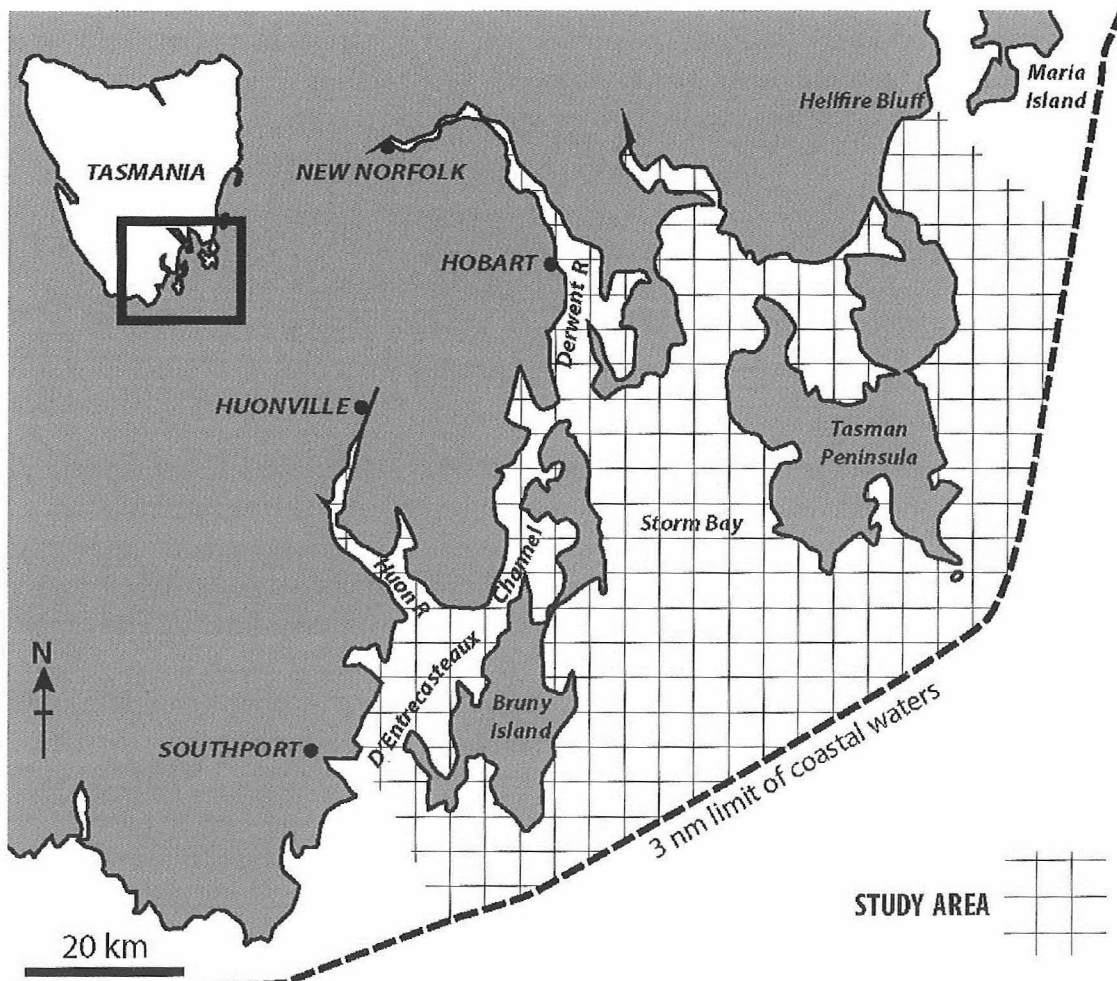 Maria
Island
Hellfire Bluff
TASMANIA
NEW NORFOLK
HOBART
Derwent R
HUONVILLE
Tasman
Peninsula
Storm Bay
Channel
Huon R
N
D'Entrecasteaux
Bruny
Island
SOUTHPORT
3 nm limit of coastal waters
STUDY AREA
20 km